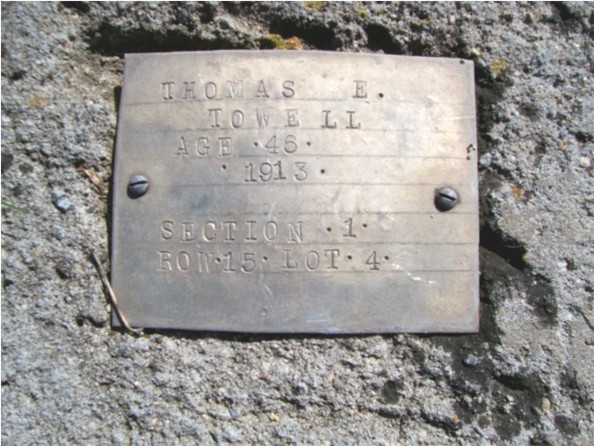 THOMAS E.
TOWELL
AGE · 46 ·
· 1913 ·
SECTION · 1 ·
ROW · 15 · LOT · 4 ·